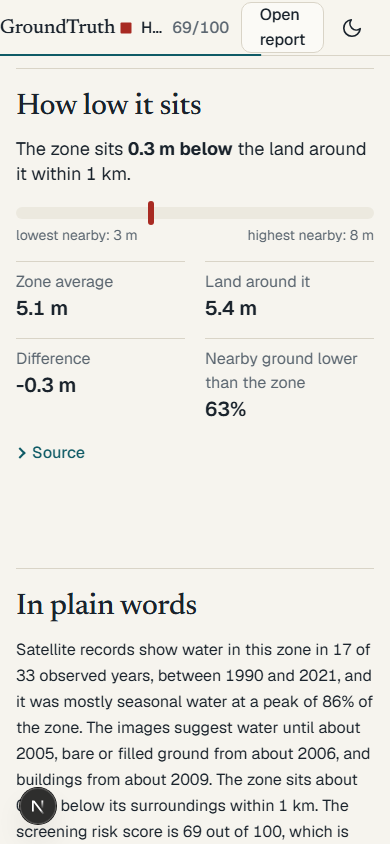 GroundTruth H... 69/100 Open report
How low it sits
The zone sits 0.3 m below the land around
it within 1 km.
lowest nearby: 3 m highest nearby: 8 m
Zone average Land around it
5.1 m 5.4 m
Difference Nearby ground lower
than the zone
-0.3 m 63%
Source
In plain words
Satellite records show water in this zone in 17 of
33 observed years, between 1990 and 2021, and
it was mostly seasonal water at a peak of 86% of
the zone. The images suggest water until about
2005, bare or filled ground from about 2006, and
buildings from about 2009. The zone sits about
N below its surroundings within 1 km. The
screening risk score is 69 out of 100, which is